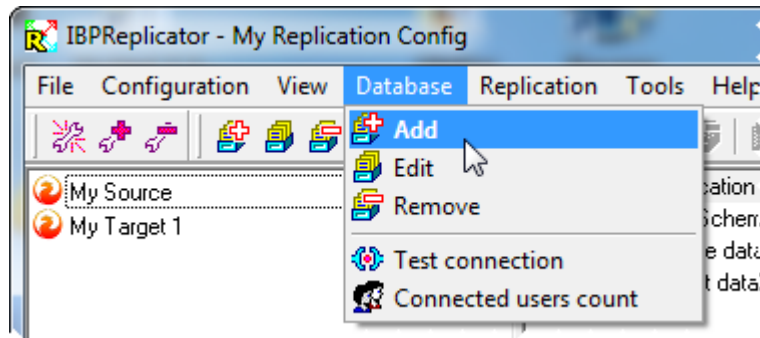 IBPReplicator - My Replication Config
File Configuration View Database Replication Tools Help
Add
My Source
Edit
My Target 1
Remove
Test connection
Connected users count